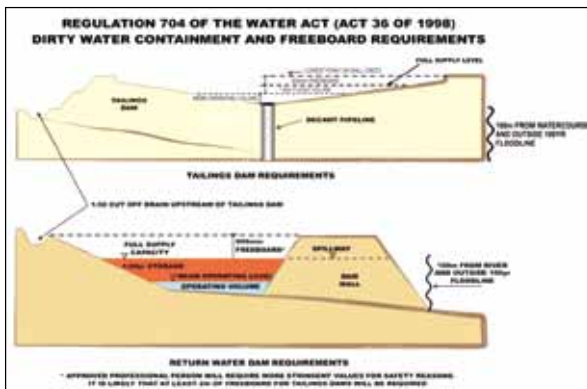 REGULATION 704 OF THE WATER ACT (ACT 36 OF 1998)
DIRTY WATER CONTAINMENT AND FREEBOARD REQUIREMENTS
FULL SUPPLY LEVEL
TAILINGS
DAM
DECANT PIPELINE
100m FROM WATERCOURSE
AND OUTSIDE 100YR
FLOODLINE
TAILINGS DAM REQUIREMENTS
1:50 CUT OFF DRAIN UPSTREAM OF TAILINGS DAM
FULL SUPPLY
CAPACITY
FREEBOARD*
SPILLWAY
STORAGE
MEAN OPERATING LEVEL
OPERATING VOLUME
DAM
WALL
100m FROM RIVER
AND OUTSIDE 100yr
FLOODLINE
RETURN WATER DAM REQUIREMENTS
* APPROVED PROFESSIONAL PERSON WILL REQUIRE MORE STRINGENT VALUES FOR SAFETY REASONS.
IT IS LIKELY THAT AT LEAST 2m OF FREEBOARD FOR TAILINGS DAMS WILL BE REQUIRED